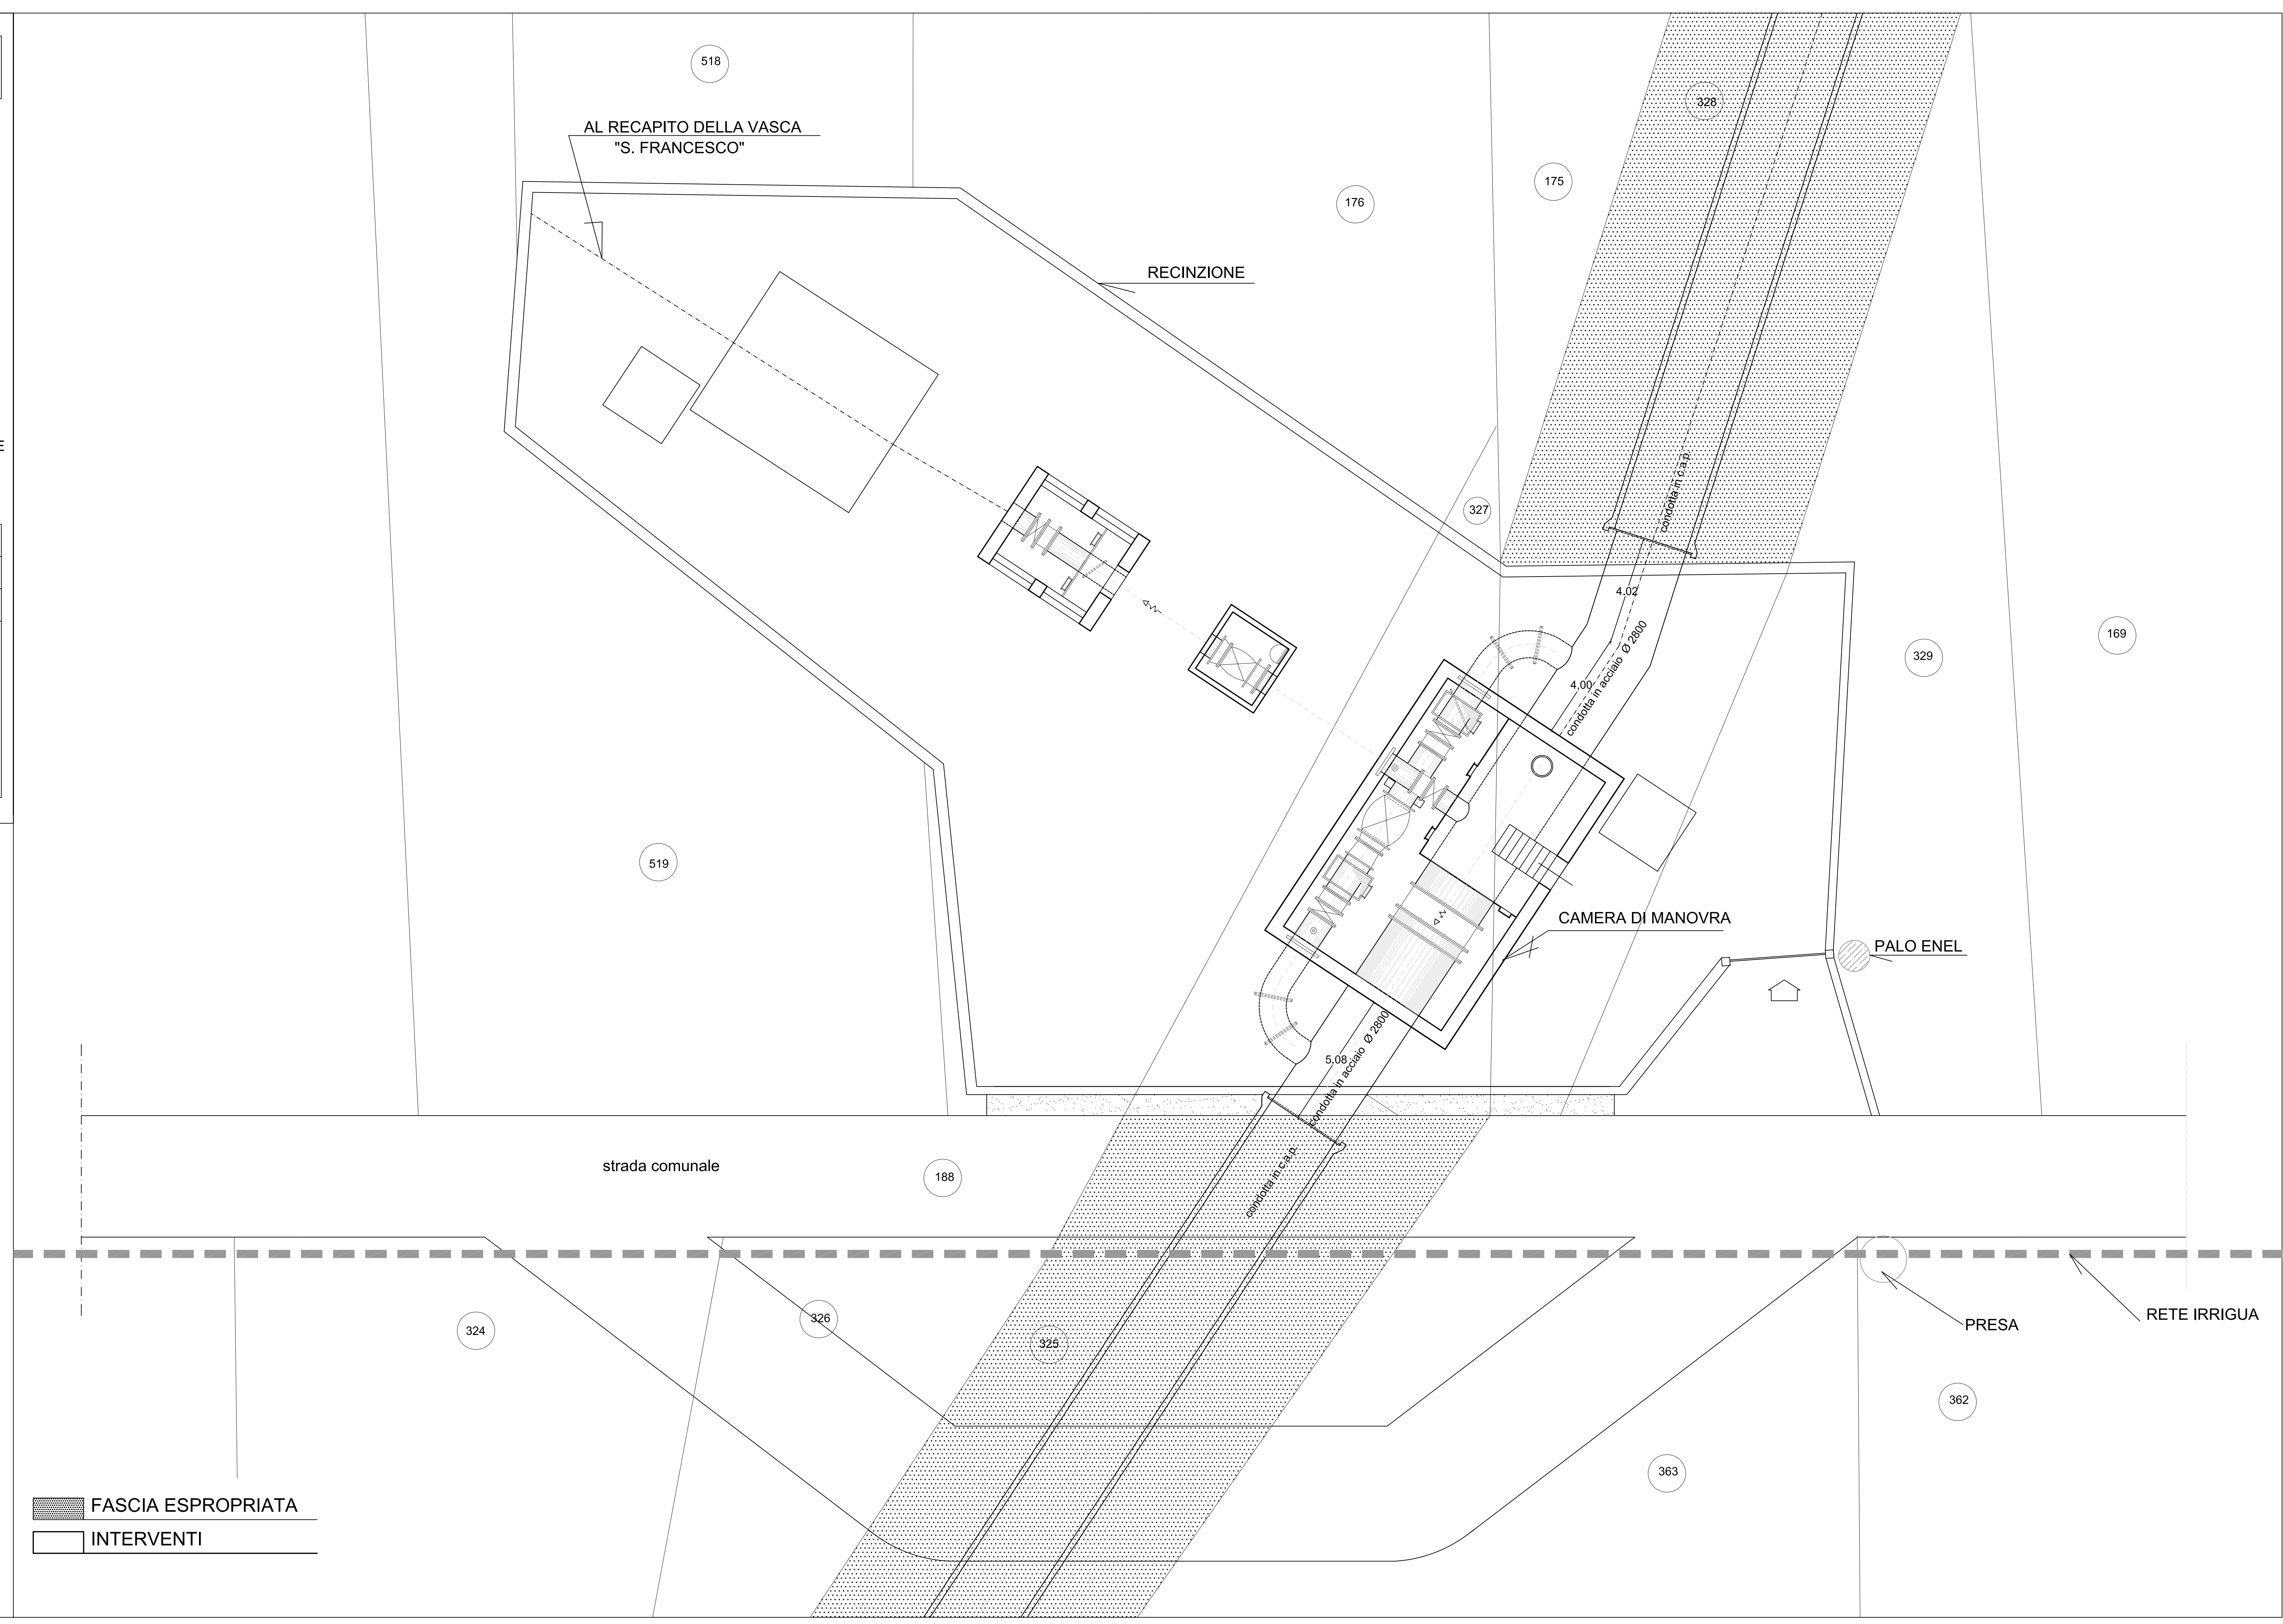 518
328
AL RECAPITO DELLA VASCA
"S. FRANCESCO"
175
176
RECINZIONE
E
condotta in c.a.p.
327
4.02
169
329
condotta in acciaio Ø 2800
4.00
519
CAMERA DI MANOVRA
PALO ENEL
5.08
condotta in acciaio Ø 2800
strada comunale
188
condotta in c.a.p.
326
324
325
PRESA
RETE IRRIGUA
362
363
FASCIA ESPROPRIATA
INTERVENTI